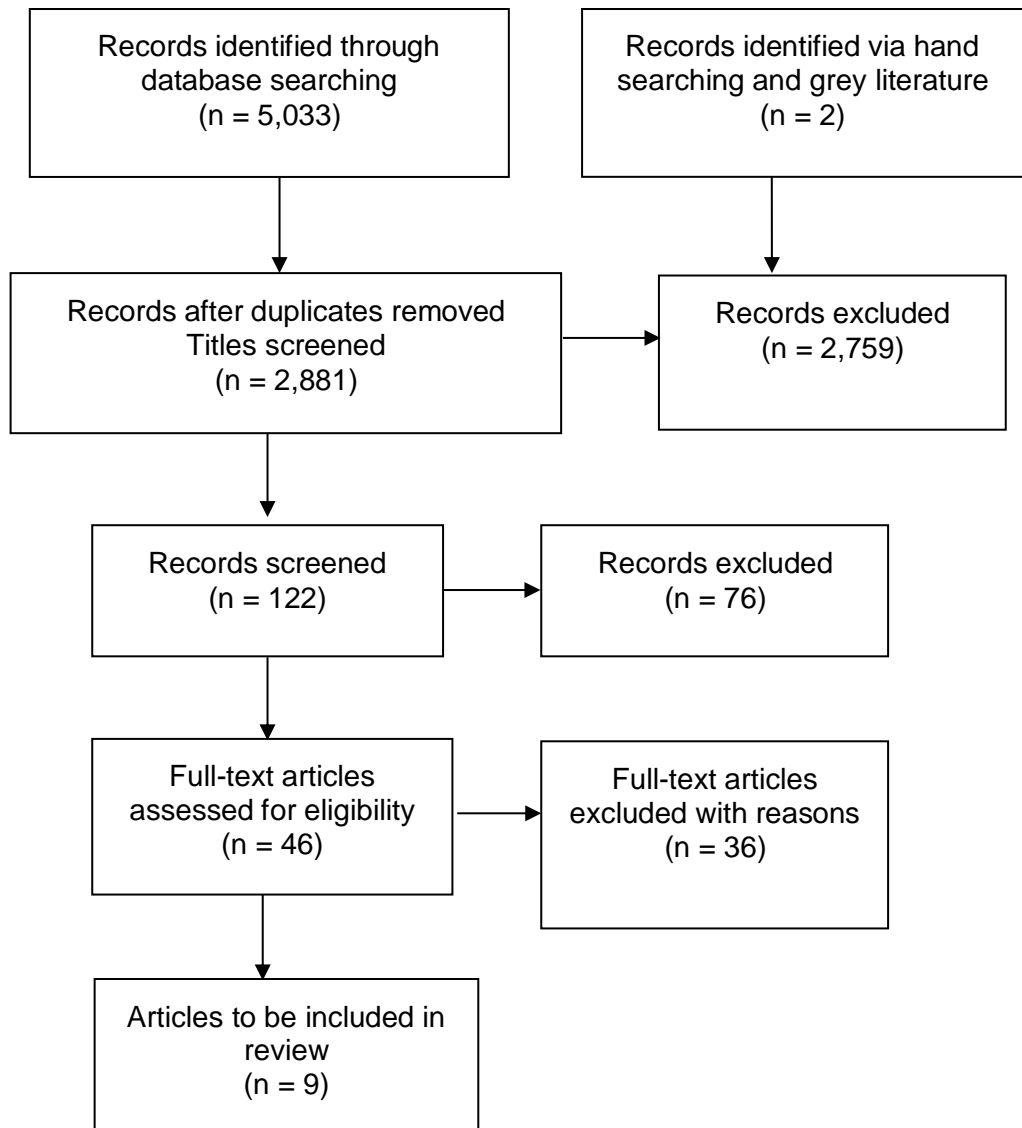 Records identified through
database searching
(n = 5,033)
Records identified via hand
searching and grey literature
(n = 2)
Records after duplicates removed
Titles screened
(n = 2,881)
Records excluded
(n = 2,759)
Records screened
(n = 122)
Records excluded
(n = 76)
Full-text articles
assessed for eligibility
(n = 46)
Full-text articles
excluded with reasons
(n = 36)
Articles to be included in
review
(n = 9)